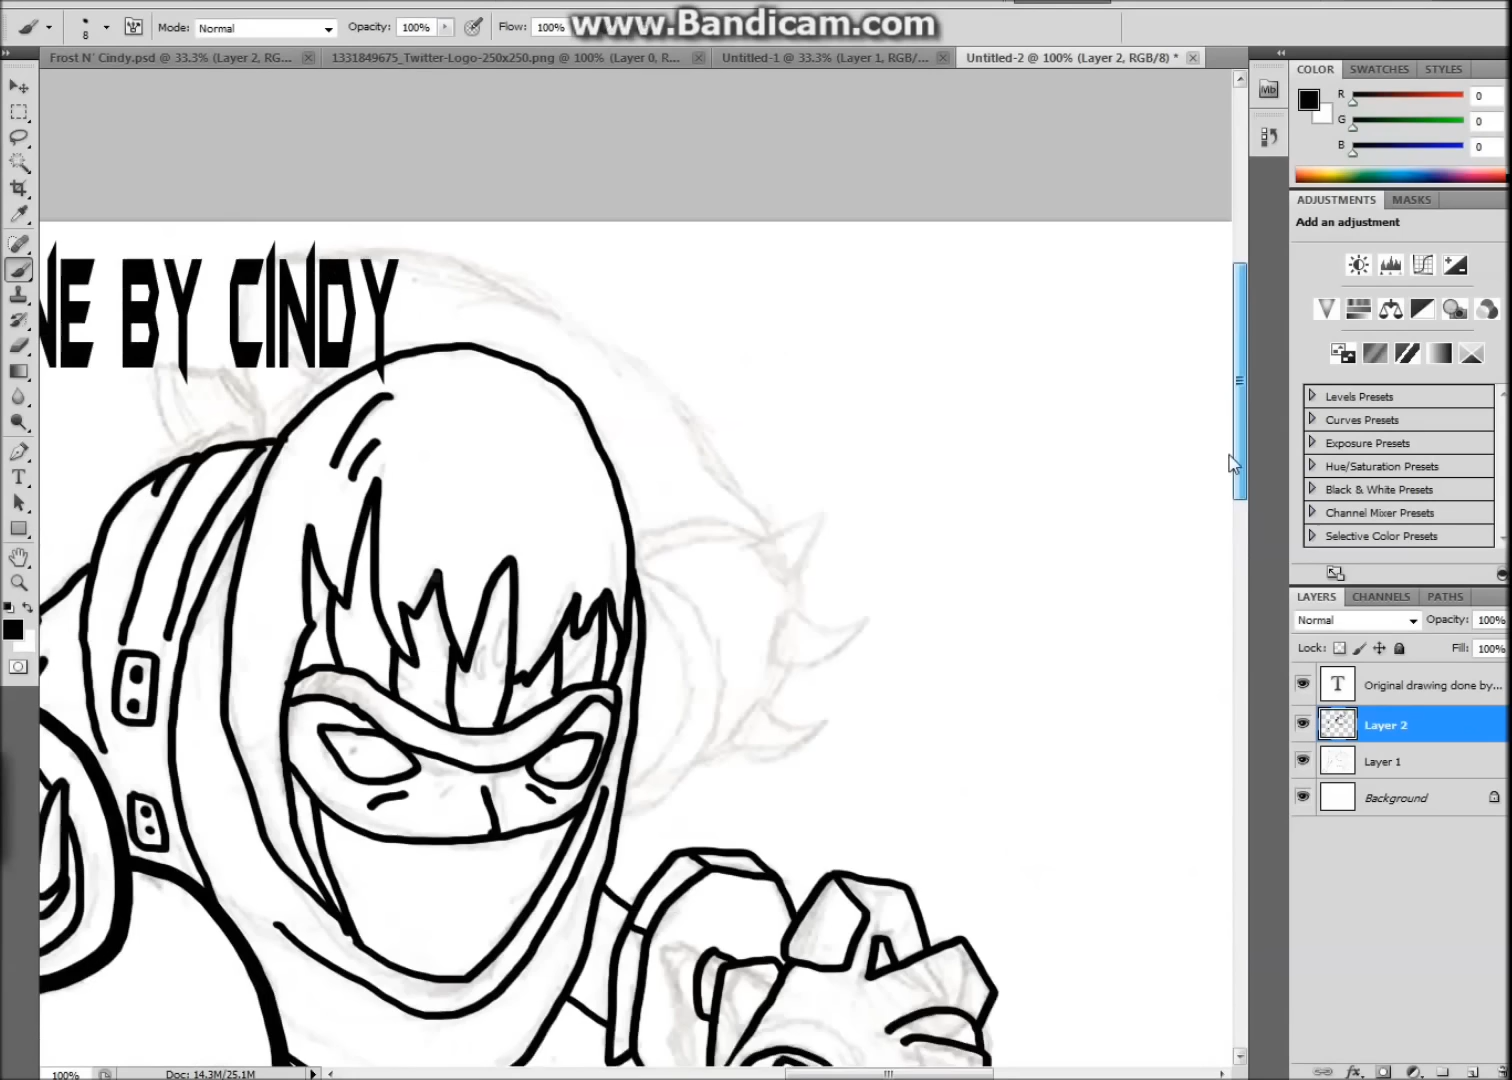 www.Bandicam.com
8
Mode: Normal
Opacity: 100%
Flow: 100%
Frost N' Cindy.psd @ 33.3% (Layer 2, RG...
1331849675_Twitter-Logo-250x250.png @ 100% (Layer 0, R...
Untitled-1 @ 33.3% (Layer 1, RGB/...
Untitled-2 @ 100% (Layer 2, RGB/8) *
Mb
COLOR SWATCHES STYLES
R 0
G 0
B 0
ADJUSTMENTS MASKS
Add an adjustment
NE BY CINDY
Levels Presets
Curves Presets
Exposure Presets
Hue/Saturation Presets
Black & White Presets
Channel Mixer Presets
Selective Color Presets
LAYERS CHANNELS PATHS
Normal Opacity: 100%
Lock: Fill: 100%
T Original drawing done by...
Layer 2
Layer 1
Background
100% Doc: 14.3M/25.1M
fx.